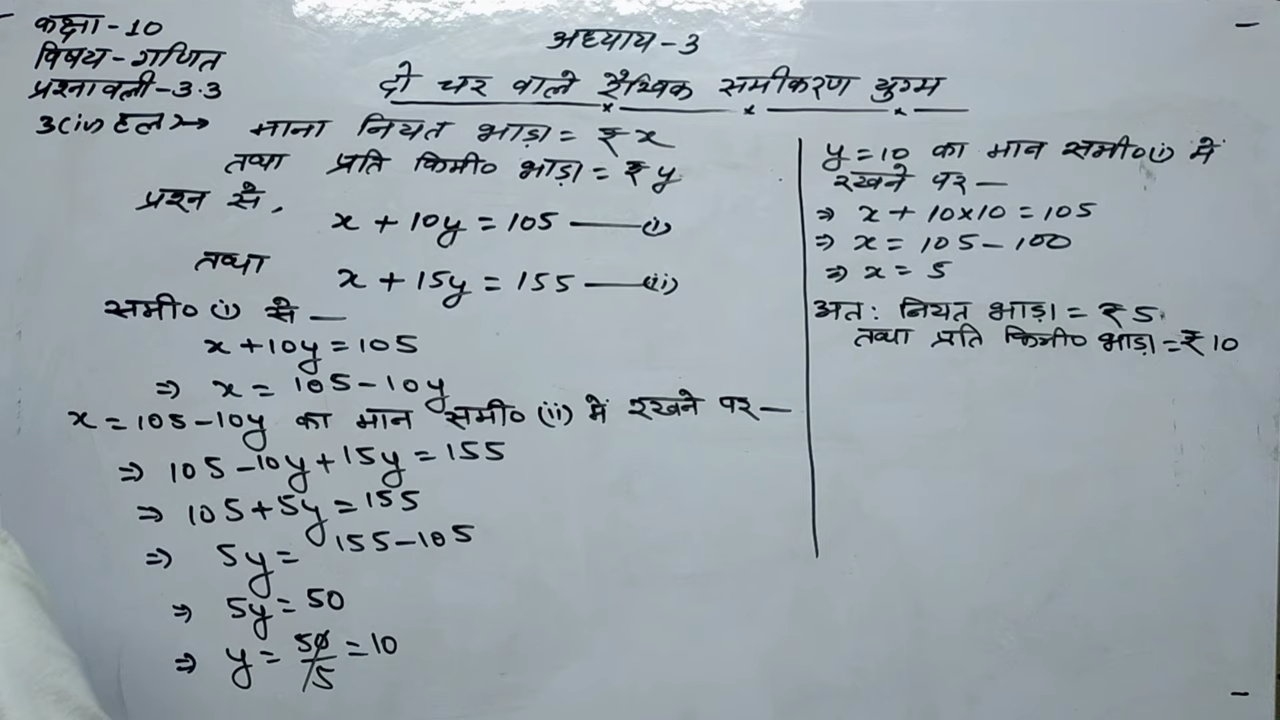 कक्षा-10
विषय-गणित
प्रश्नावली-3.3
अध्याय-3
दो चर वाले रैखिक समीकरण युग्म
3(iv) हल>→ माना नियत भाड़ा = ₹ x
तथा प्रति किमी० भाड़ा = ₹ y
प्रश्न से,
x + 10y = 105 —(i)
तथा
x + 15y = 155 —(ii)
समी० (i) से —
x + 10y = 105
⇒ x = 105 - 10y
x = 105 - 10y का मान समी० (ii) में रखने पर —
⇒ 105 - 10y + 15y = 155
⇒ 105 + 5y = 155
⇒ 5y = 155 - 105
⇒ 5y = 50
⇒ y = 50/5 = 10
y = 10 का मान समी० (i) में
रखने पर —
⇒ x + 10×10 = 105
⇒ x = 105 - 100
⇒ x = 5
अत: नियत भाड़ा = ₹ 5.
तथा प्रति किमी० भाड़ा = ₹ 10